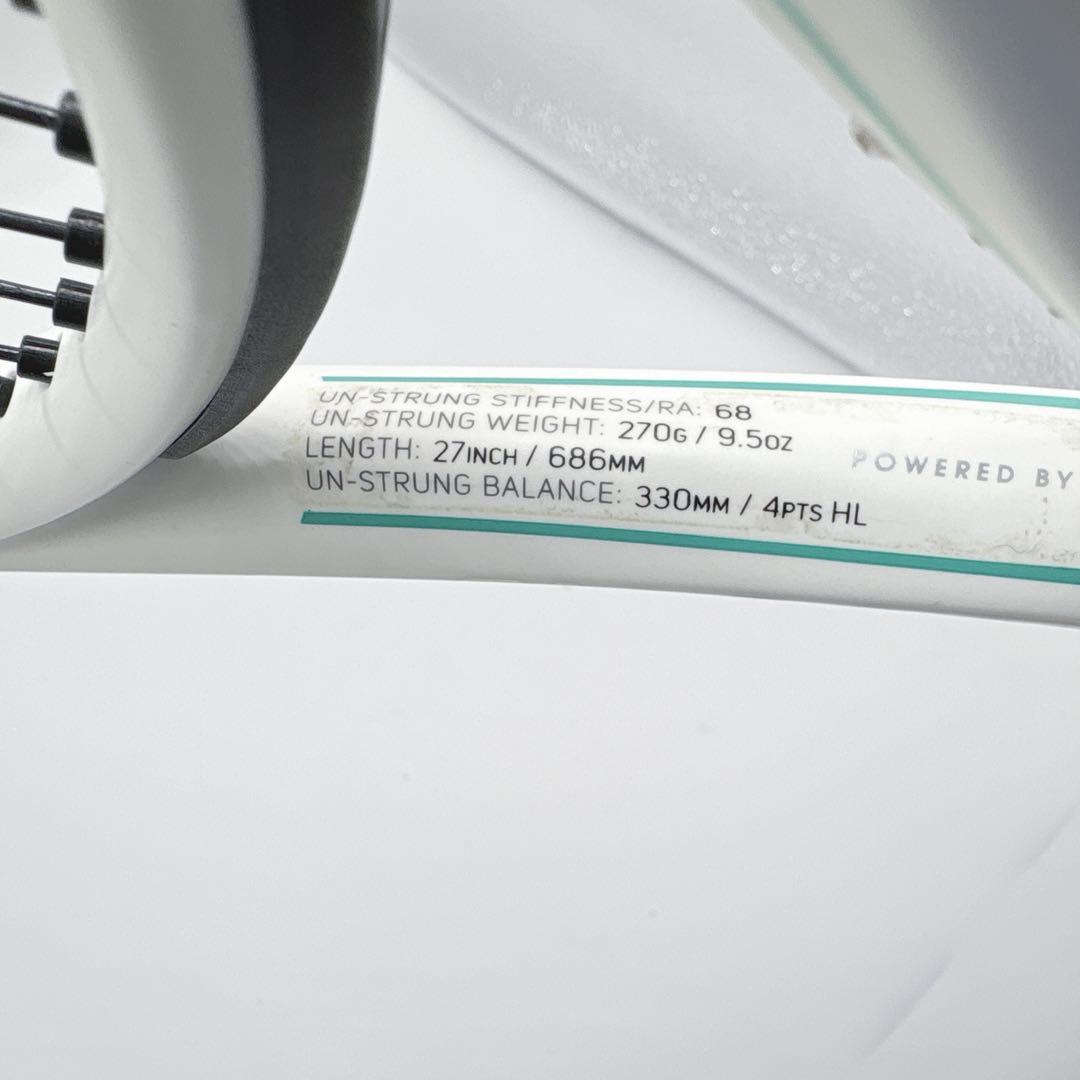 UN-STRUNG STIFFNESS/RA: 68
UN-STRUNG WEIGHT: 270G / 9.5OZ
LENGTH: 27INCH / 686MM
UN-STRUNG BALANCE: 330MM / 4PTS HL
POWERED BY